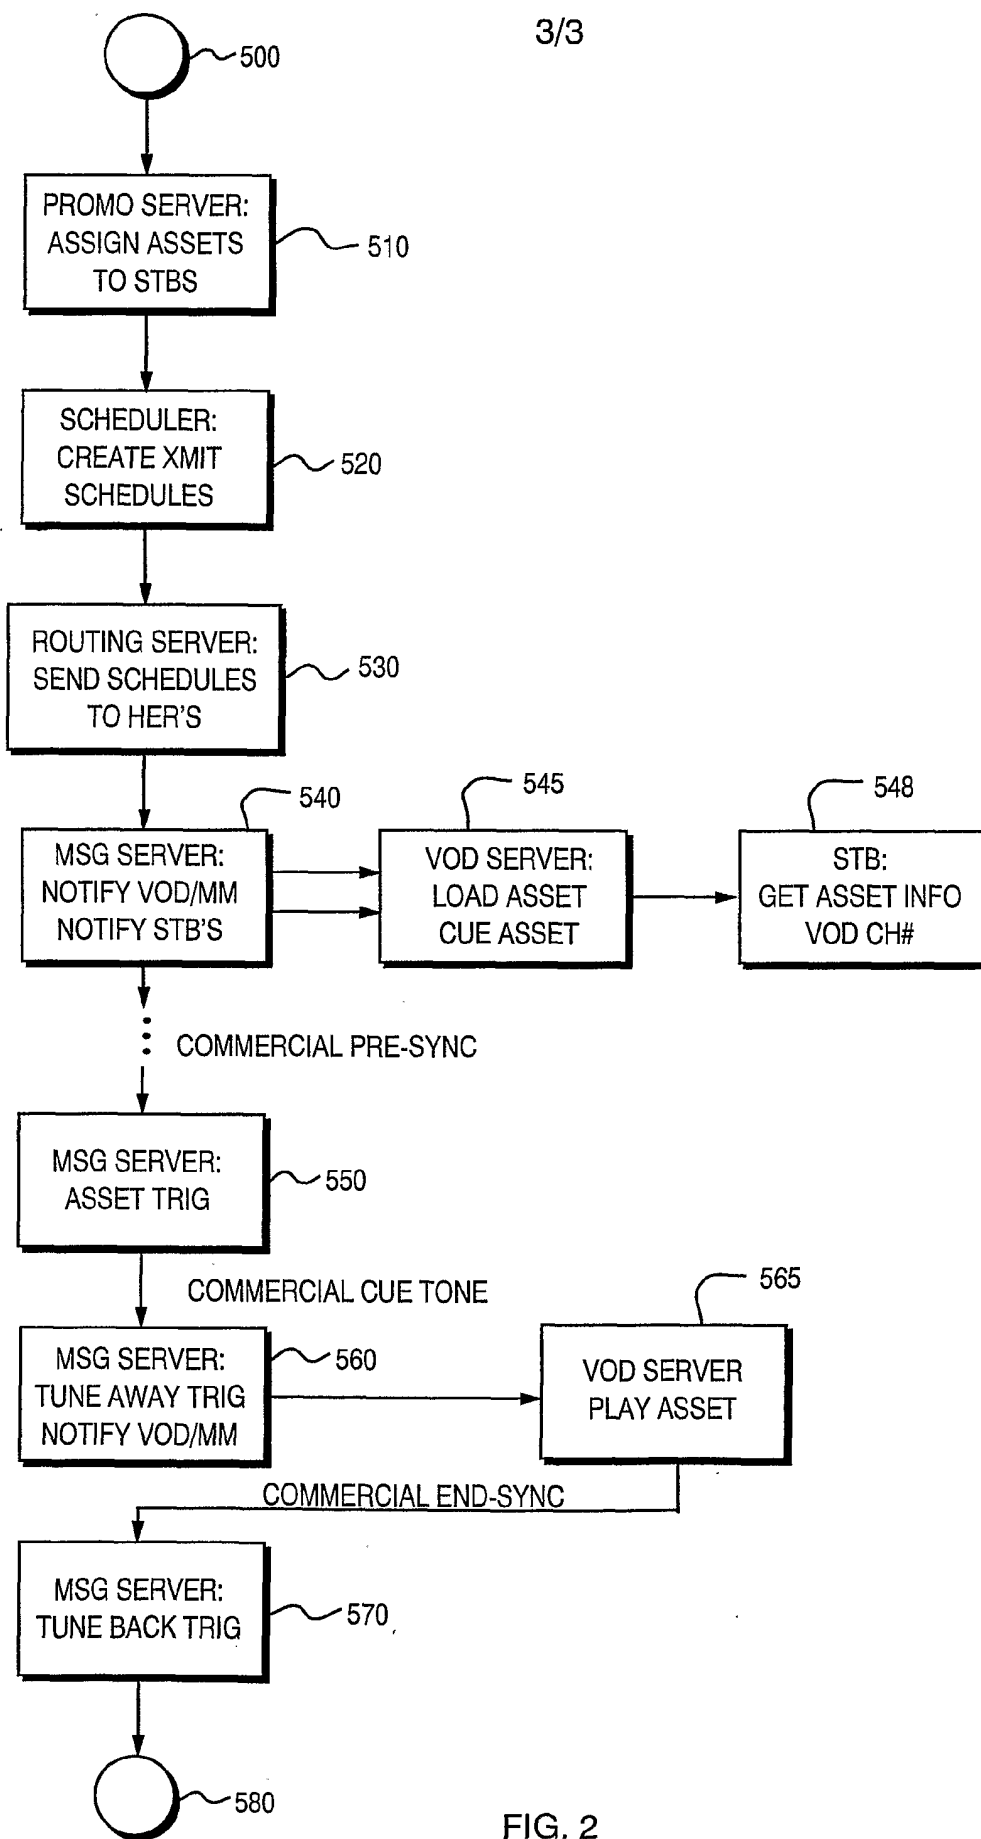 3/3
500
PROMO SERVER:
ASSIGN ASSETS
TO STBS
510
SCHEDULER:
CREATE XMIT
SCHEDULES
520
ROUTING SERVER:
SEND SCHEDULES
TO HER'S
530
540
545
548
MSG SERVER:
NOTIFY VOD/MM
NOTIFY STB'S
VOD SERVER:
LOAD ASSET
CUE ASSET
STB:
GET ASSET INFO
VOD CH#
COMMERCIAL PRE-SYNC
MSG SERVER:
ASSET TRIG
550
COMMERCIAL CUE TONE
565
MSG SERVER:
TUNE AWAY TRIG
NOTIFY VOD/MM
560
VOD SERVER
PLAY ASSET
COMMERCIAL END-SYNC
MSG SERVER:
TUNE BACK TRIG
570
580
FIG. 2